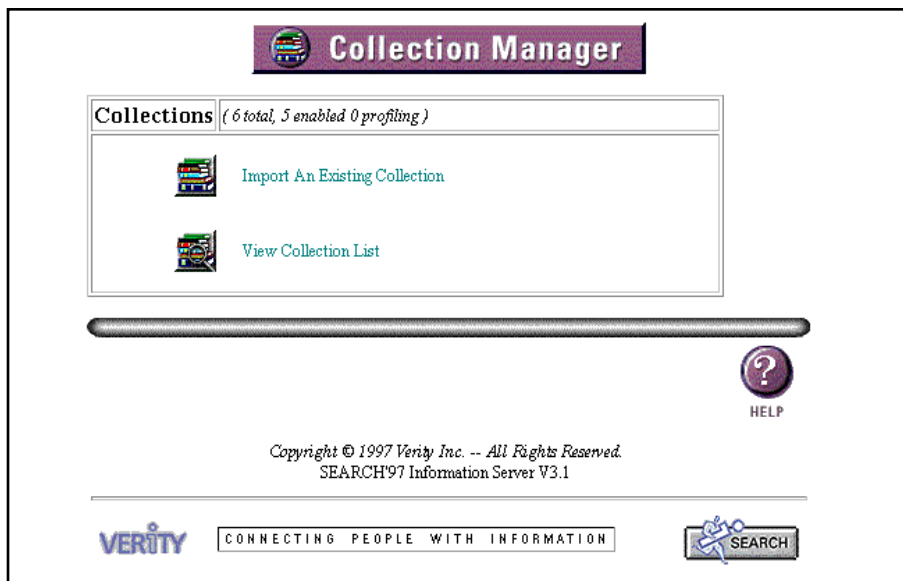 Collection Manager
Collections ( 6 total, 5 enabled 0 profiling )
Import An Existing Collection
View Collection List
?
HELP
Copyright © 1997 Verity Inc. -- All Rights Reserved.
SEARCH'97 Information Server V3.1
VERITY CONNECTING PEOPLE WITH INFORMATION SEARCH